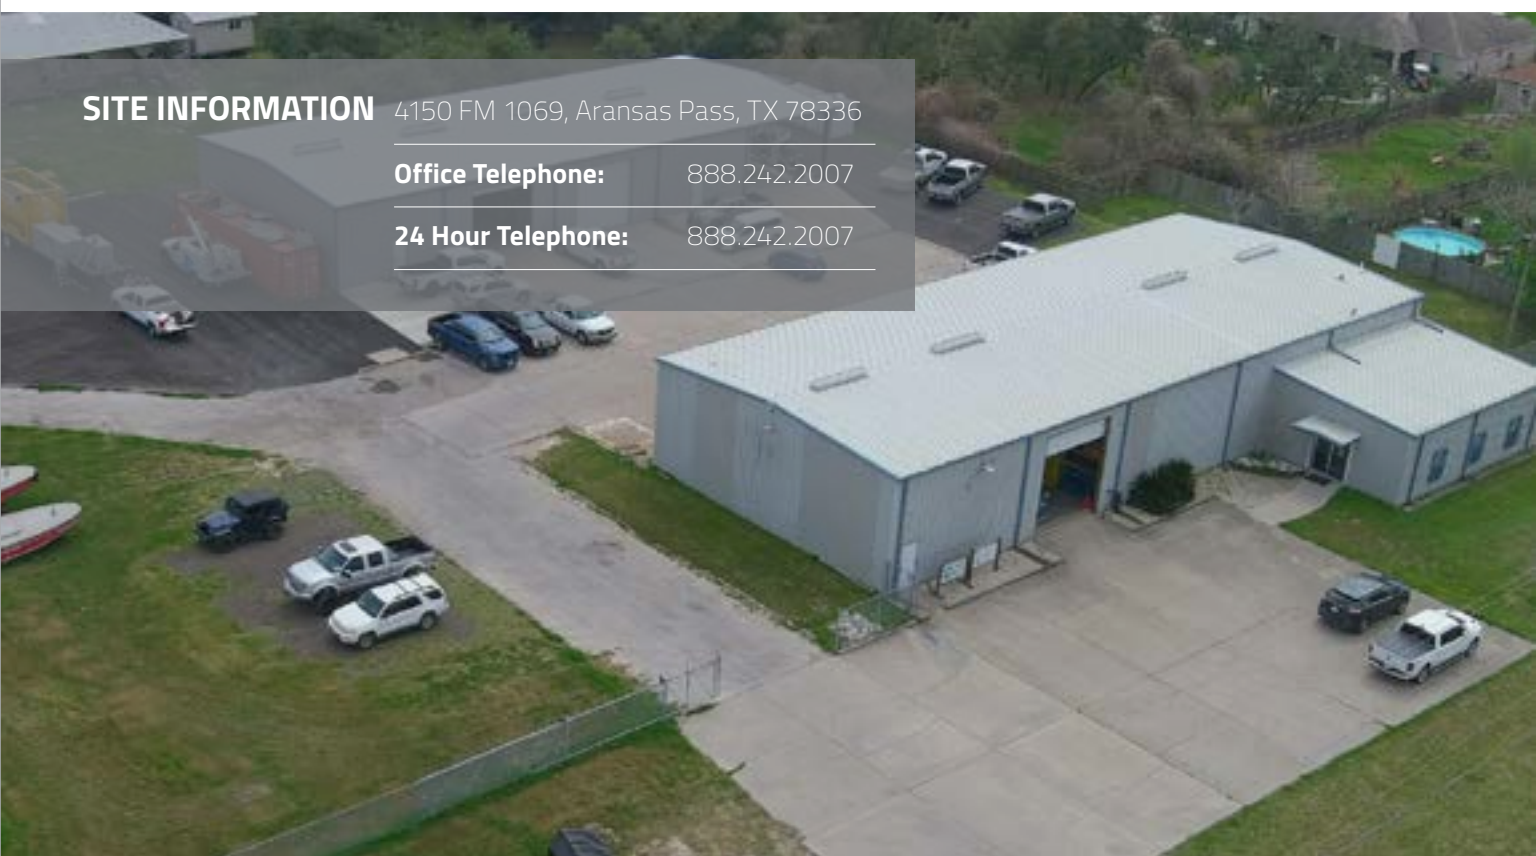 SITE INFORMATION 4150 FM 1069, Aransas Pass, TX 78336
Office Telephone: 888.242.2007
24 Hour Telephone: 888.242.2007